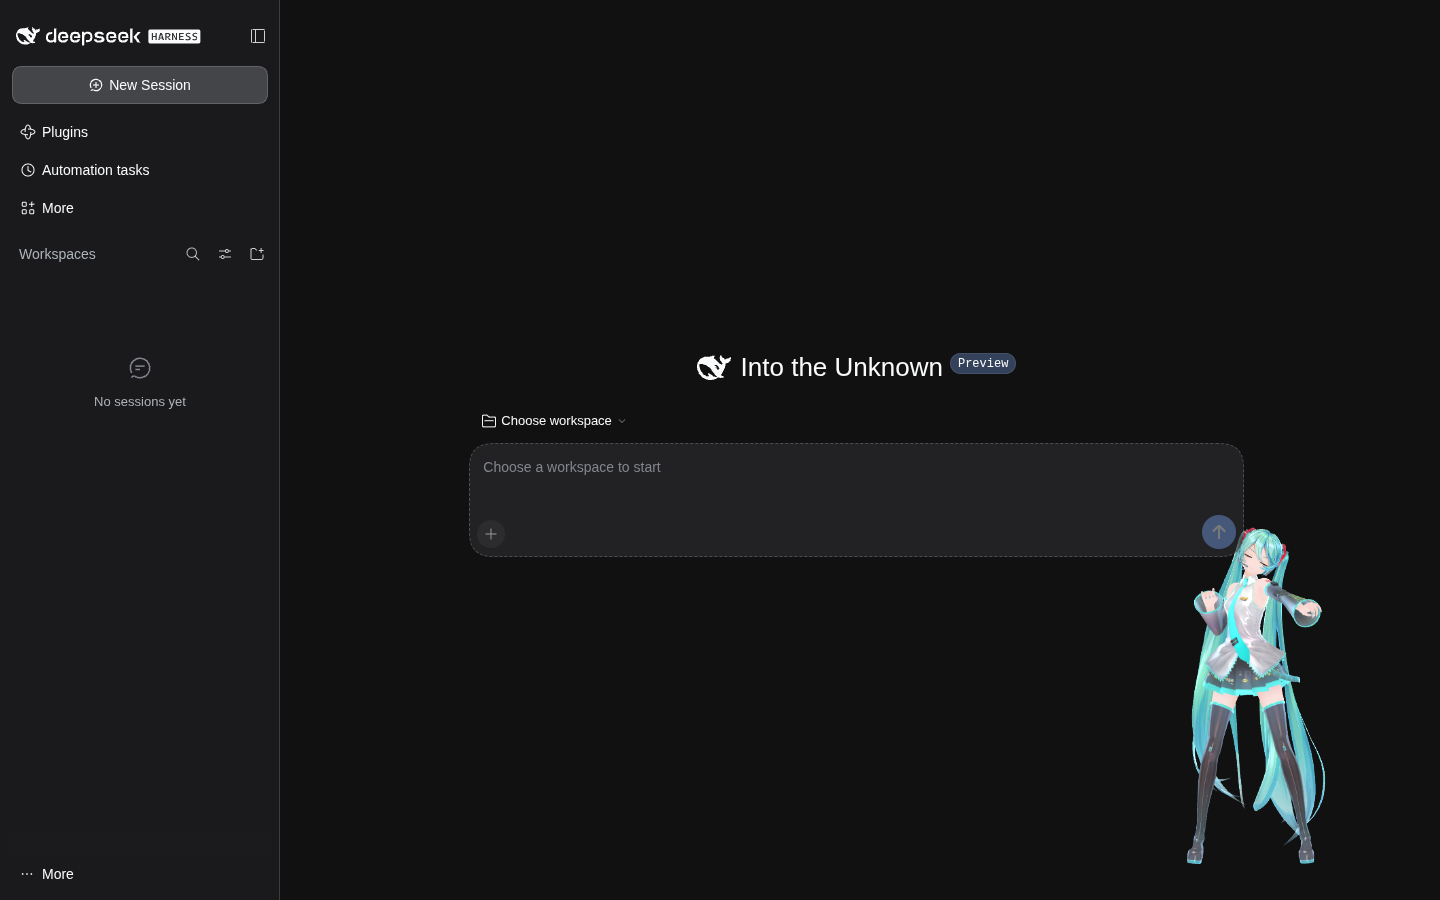 deepseek HARNESS
New Session
Plugins
Automation tasks
More
Workspaces
No sessions yet
More
Into the Unknown Preview
Choose workspace
Choose a workspace to start